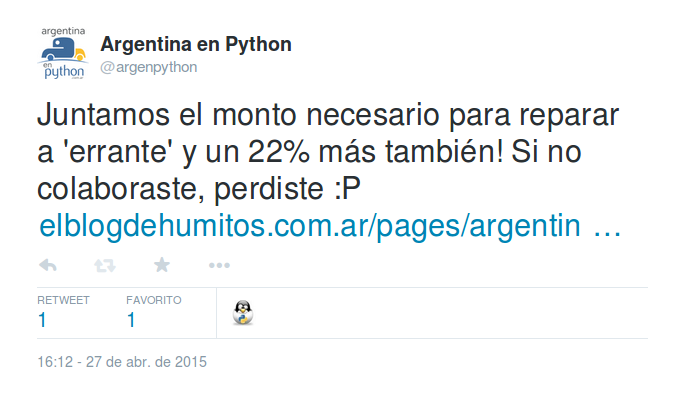 argentina
en
python
Argentina en Python
@argenpython
Juntamos el monto necesario para reparar
a 'errante' y un 22% más también! Si no
colaboraste, perdiste :P
elblogdehumitos.com.ar/pages/argentin …
RETWEET FAVORITO
1 1
16:12 - 27 de abr. de 2015